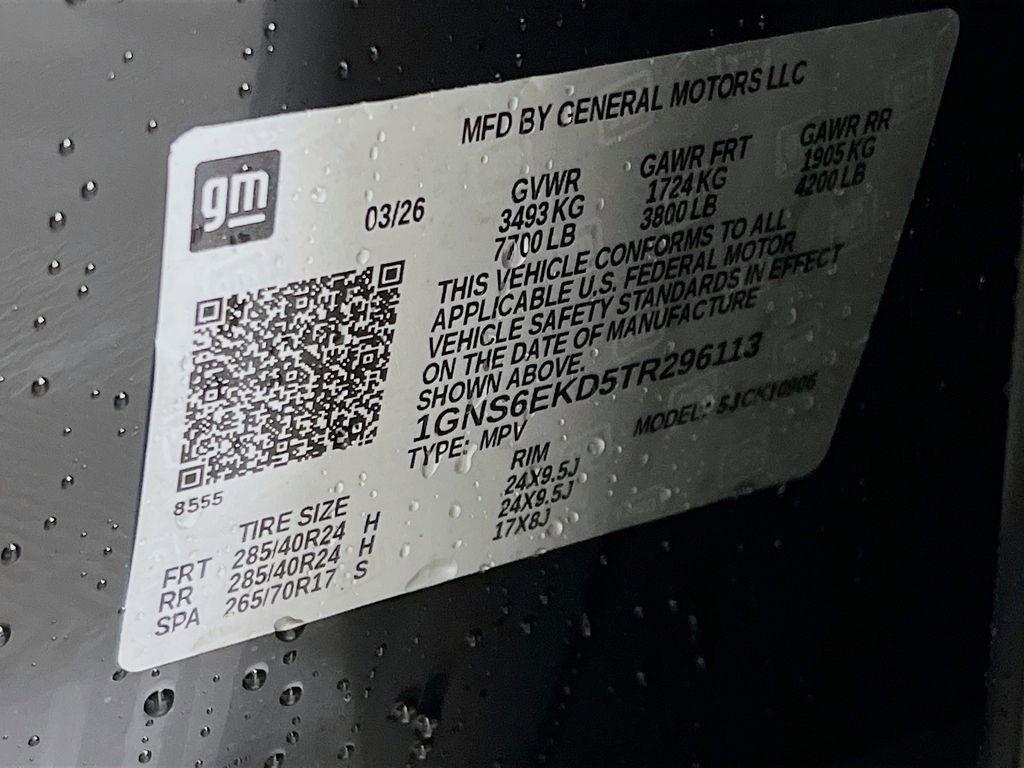 MFD BY GENERAL MOTORS LLC
gm
03/26
GVWR GAWR FRT GAWR RR
3493 KG 1724 KG 1905 KG
7700 LB 3800 LB 4200 LB
THIS VEHICLE CONFORMS TO ALL
APPLICABLE U.S. FEDERAL MOTOR
VEHICLE SAFETY STANDARDS IN EFFECT
ON THE DATE OF MANUFACTURE
SHOWN ABOVE.
1GNS6EKD5TR296113
TYPE: MPV MODEL:
8555
TIRE SIZE RIM
FRT 285/40R24 H 24X9.5J
RR 285/40R24 H 24X9.5J
SPA 265/70R17 S 17X8J